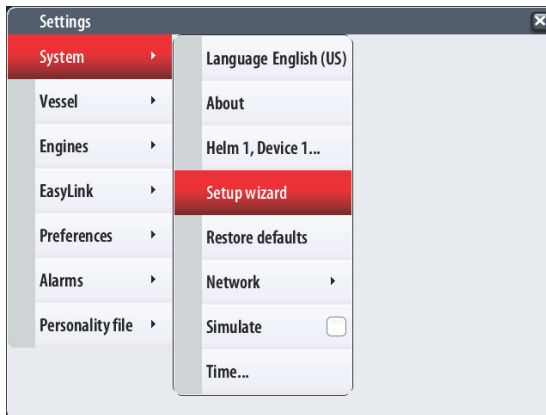 Settings
System
Vessel
Engines
EasyLink
Preferences
Alarms
Personality file
Language English (US)
About
Helm 1, Device 1...
Setup wizard
Restore defaults
Network
Simulate
Time...